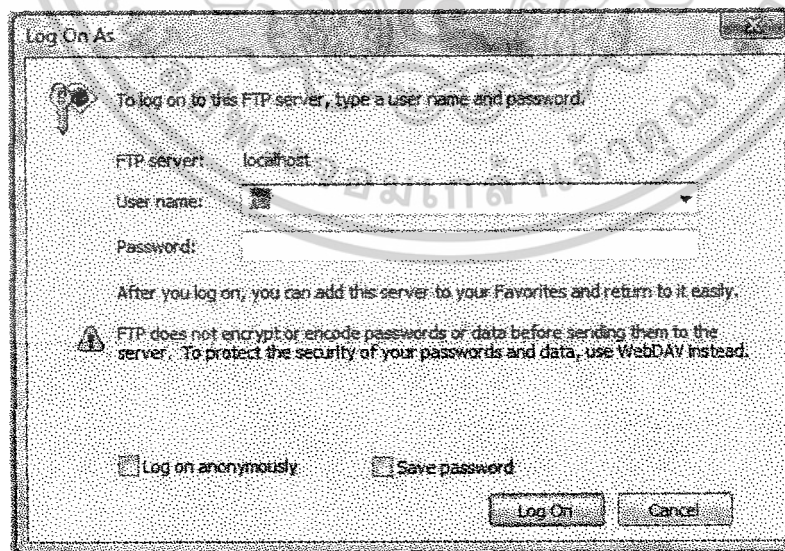 Log On As
To log on to this FTP server, type a user name and password.
FTP server: localhost
User name:
Password:
After you log on, you can add this server to your Favorites and return to it easily.
FTP does not encrypt or encode passwords or data before sending them to the
server. To protect the security of your passwords and data, use WebDAV instead.
Log on anonymously Save password
Log On Cancel